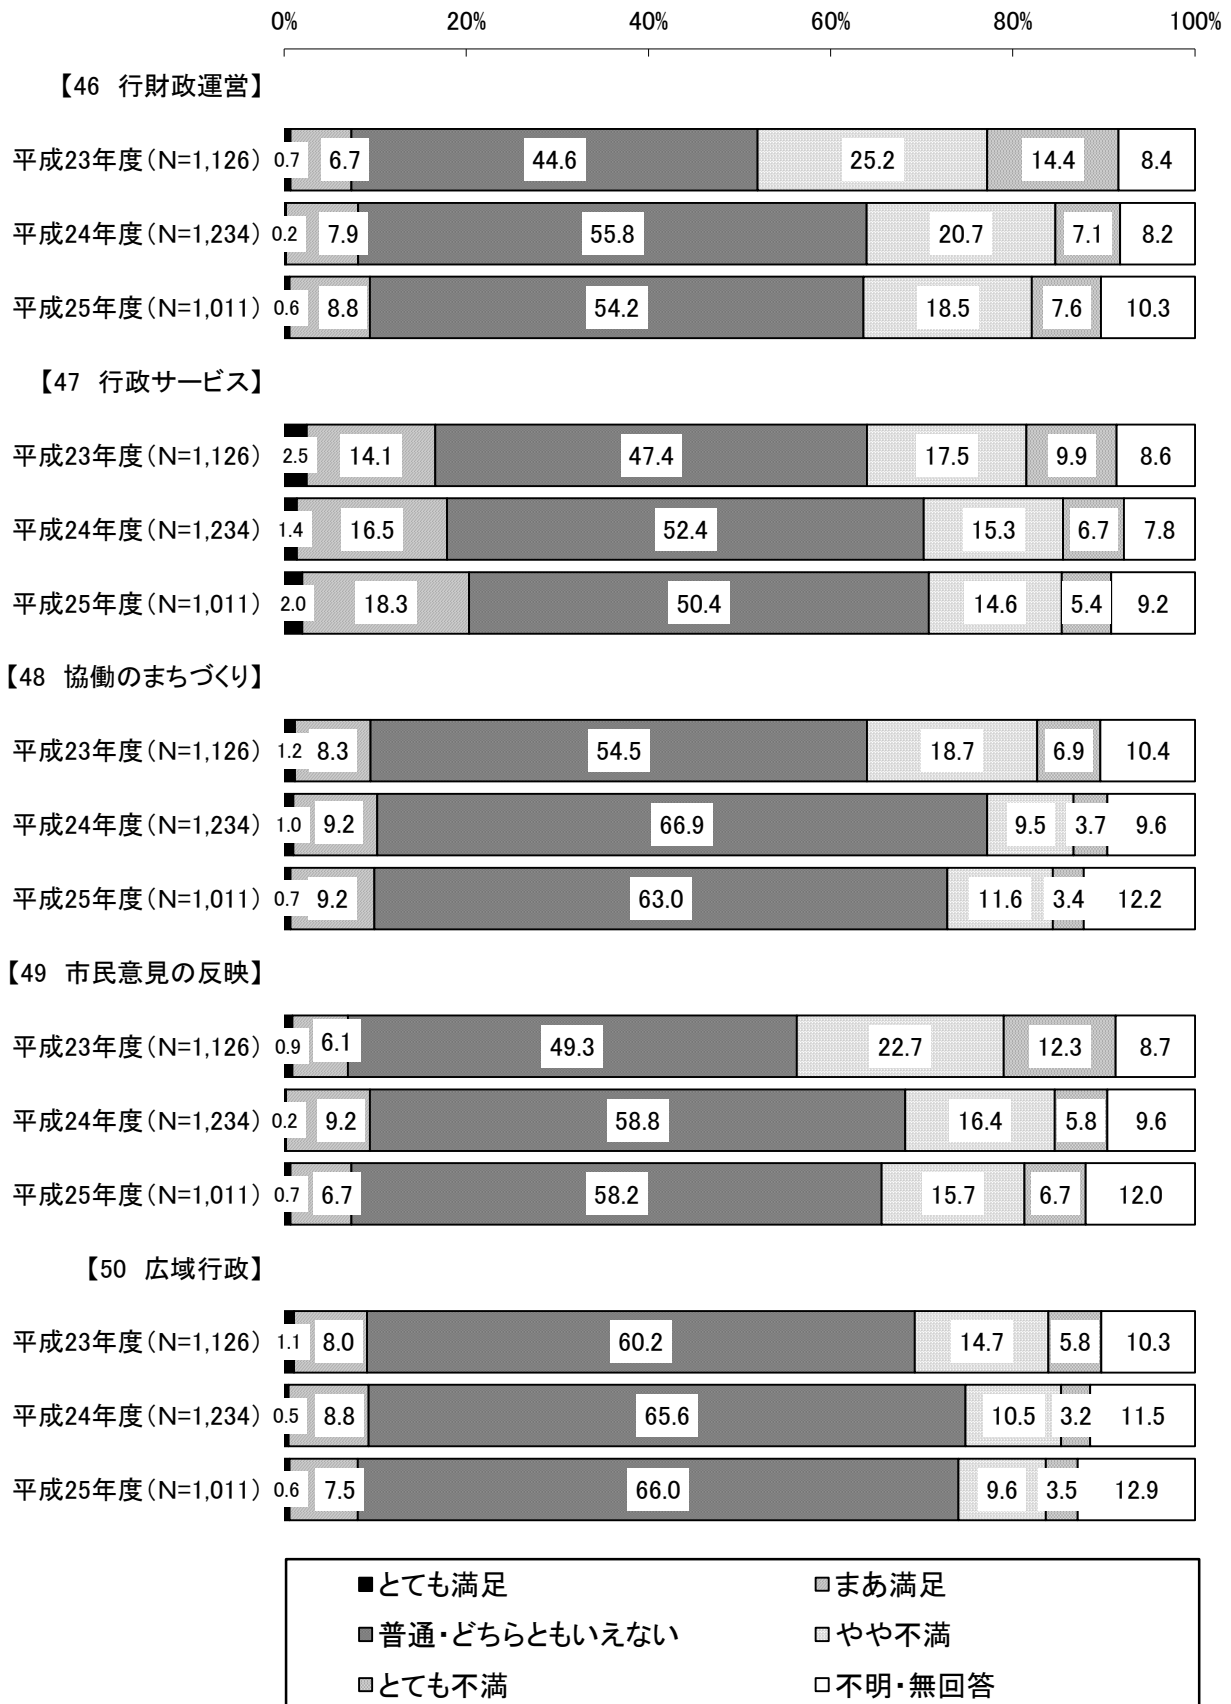 0% 20% 40% 60% 80% 100%
【46 行財政運営】
平成23年度(N=1,126) 0.7 6.7 44.6 25.2 14.4 8.4
平成24年度(N=1,234) 0.2 7.9 55.8 20.7 7.1 8.2
平成25年度(N=1,011) 0.6 8.8 54.2 18.5 7.6 10.3
【47 行政サービス】
平成23年度(N=1,126) 2.5 14.1 47.4 17.5 9.9 8.6
平成24年度(N=1,234) 1.4 16.5 52.4 15.3 6.7 7.8
平成25年度(N=1,011) 2.0 18.3 50.4 14.6 5.4 9.2
【48 協働のまちづくり】
平成23年度(N=1,126) 1.2 8.3 54.5 18.7 6.9 10.4
平成24年度(N=1,234) 1.0 9.2 66.9 9.5 3.7 9.6
平成25年度(N=1,011) 0.7 9.2 63.0 11.6 3.4 12.2
【49 市民意見の反映】
平成23年度(N=1,126) 0.9 6.1 49.3 22.7 12.3 8.7
平成24年度(N=1,234) 0.2 9.2 58.8 16.4 5.8 9.6
平成25年度(N=1,011) 0.7 6.7 58.2 15.7 6.7 12.0
【50 広域行政】
平成23年度(N=1,126) 1.1 8.0 60.2 14.7 5.8 10.3
平成24年度(N=1,234) 0.5 8.8 65.6 10.5 3.2 11.5
平成25年度(N=1,011) 0.6 7.5 66.0 9.6 3.5 12.9
とても満足 まあ満足
普通・どちらともいえない やや不満
とても不満 不明・無回答